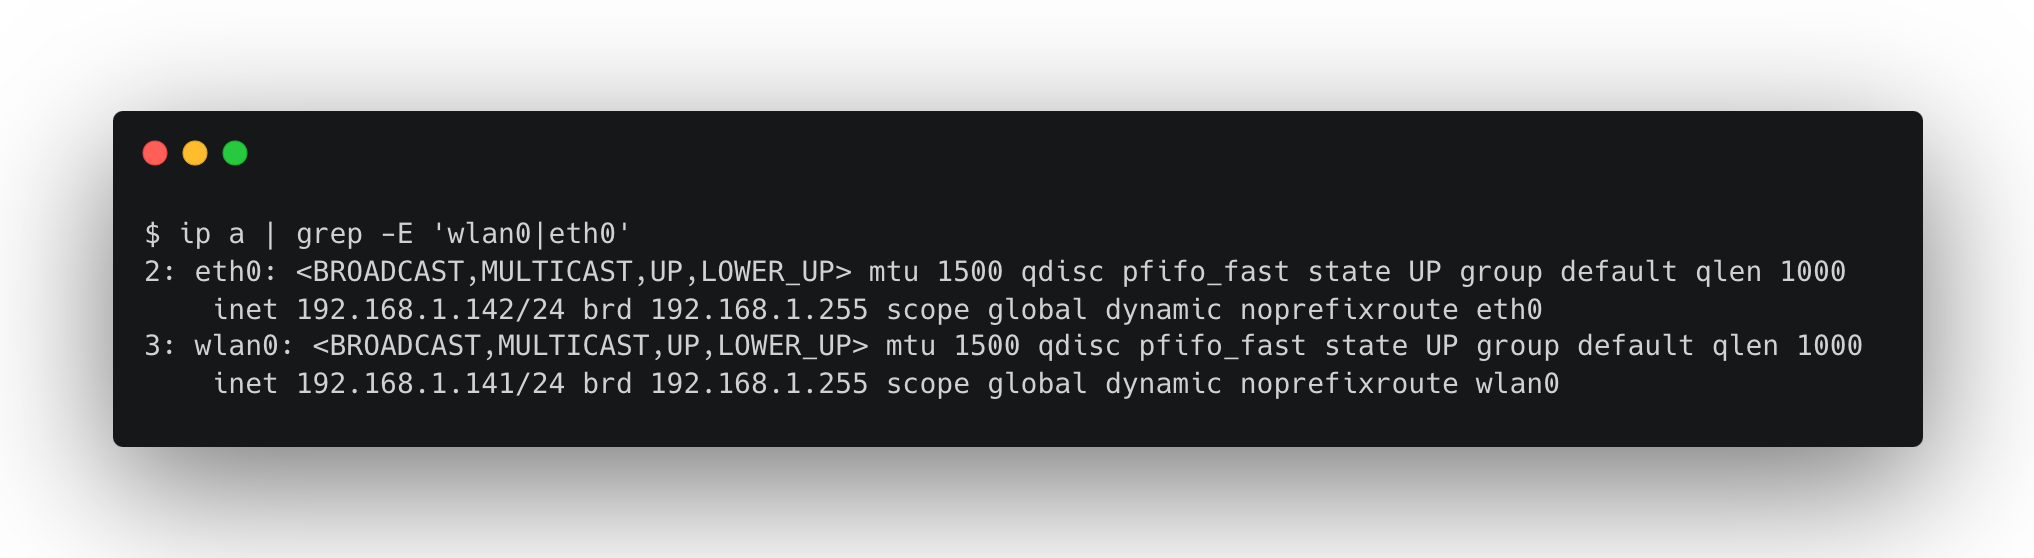 $ ip a | grep -E 'wlan0|eth0'
2: eth0: <BROADCAST,MULTICAST,UP,LOWER_UP> mtu 1500 qdisc pfifo_fast state UP group default qlen 1000
    inet 192.168.1.142/24 brd 192.168.1.255 scope global dynamic noprefixroute eth0
3: wlan0: <BROADCAST,MULTICAST,UP,LOWER_UP> mtu 1500 qdisc pfifo_fast state UP group default qlen 1000
    inet 192.168.1.141/24 brd 192.168.1.255 scope global dynamic noprefixroute wlan0